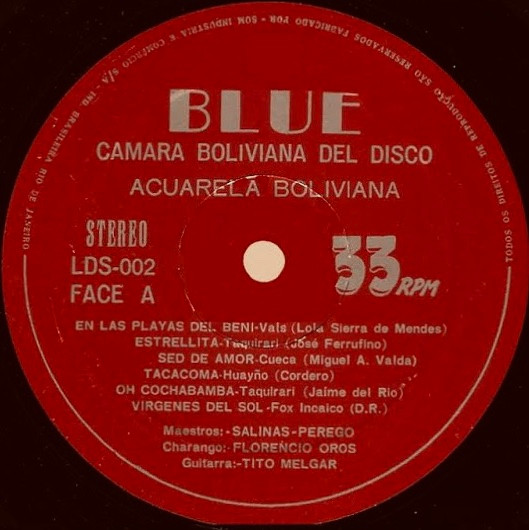 BLUE
CAMARA BOLIVIANA DEL DISCO
ACUARELA BOLIVIANA
STEREO
LDS-002
FACE A
33 RPM
EN LAS PLAYAS DEL BENI-Vals (Lola Sierra de Mendes)
ESTRELLITA-Taquirari (José Ferrufino)
SED DE AMOR-Cueca (Miguel A. Valda)
TACACOMA-Huayño (Cordero)
OH COCHABAMBA-Taquirari (Jaime del Rio)
VIRGENES DEL SOL-Fox Incaico (D.R.)
Maestros:-SALINAS-PEREGO
Charango:-FLORENCIO OROS
Guitarra:-TITO MELGAR
TODOS OS DIREITOS DE REPRODUÇÃO SÃO RESERVADOS FABRICADO POR - SOM INDUSTRIA E COMERCIO S/A - IND. BRASILEIRA RIO DE JANEIRO